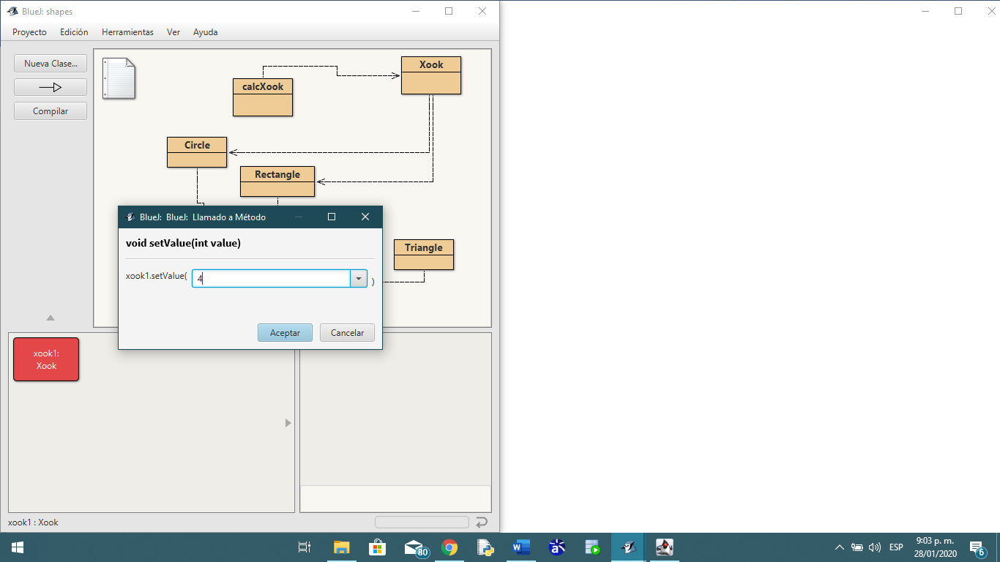 BlueJ: shapes
Proyecto Edición Herramientas Ver Ayuda
Nueva Clase...
Compilar
Xook
calcXook
Circle
Rectangle
Triangle
BlueJ: BlueJ: Llamado a Método
void setValue(int value)
xook1.setValue( 4 )
Aceptar Cancelar
xook1:
Xook
xook1 : Xook
80
ESP
9:03 p. m.
28/01/2020
6